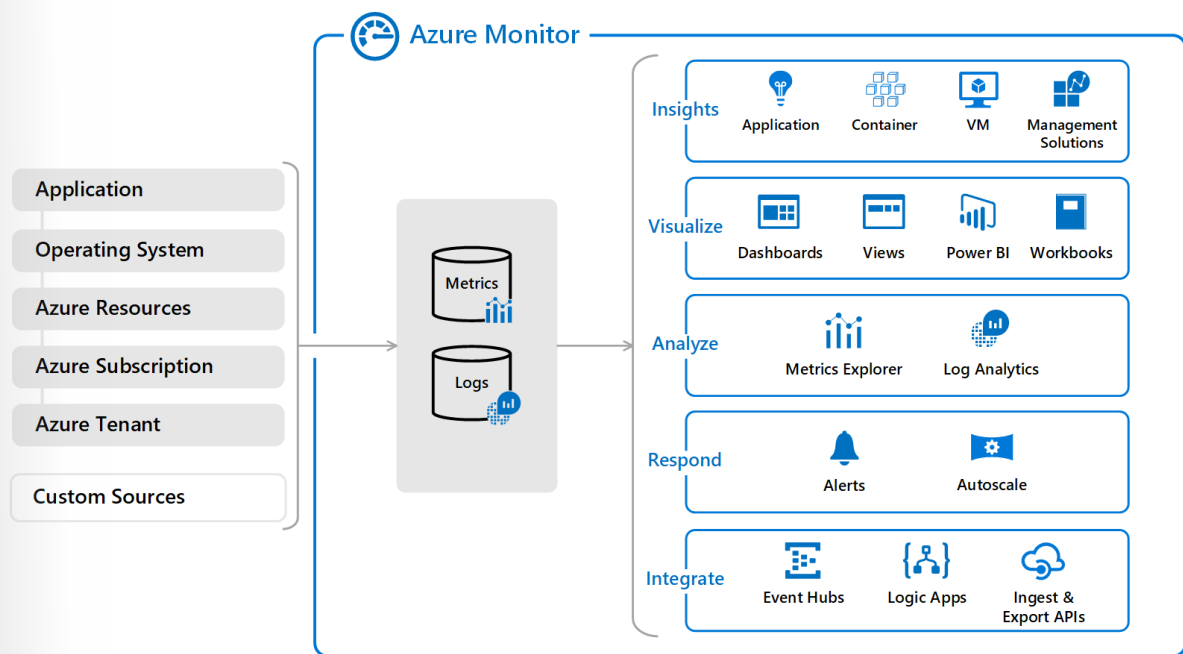 Azure Monitor
Application
Operating System
Azure Resources
Azure Subscription
Azure Tenant
Custom Sources
Metrics
Logs
Insights
Application
Container
VM
Management
Solutions
Visualize
Dashboards
Views
Power BI
Workbooks
Analyze
Metrics Explorer
Log Analytics
Respond
Alerts
Autoscale
Integrate
Event Hubs
Logic Apps
Ingest &
Export APIs